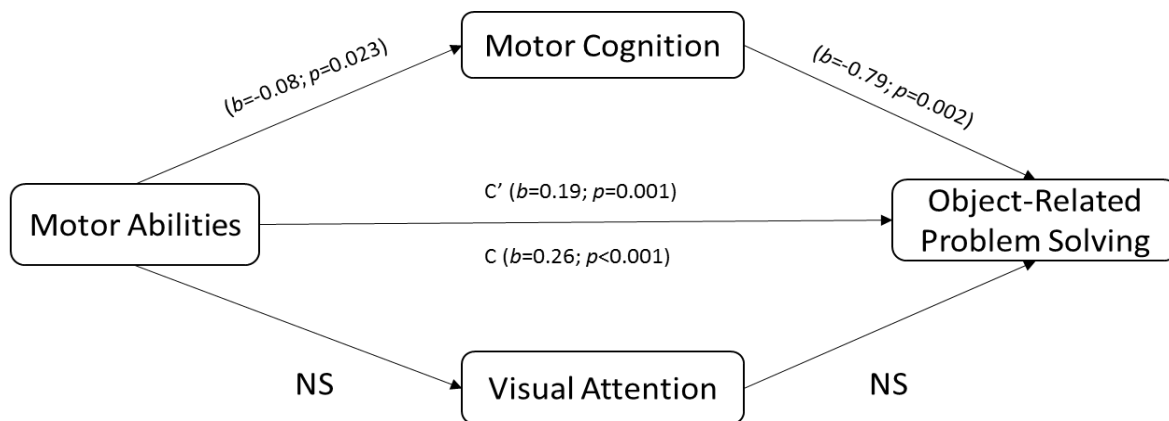 Motor Cognition
(b=-0.08; p=0.023)
(b=-0.79; p=0.002)
Motor Abilities
C’ (b=0.19; p=0.001)
C (b=0.26; p<0.001)
Object-Related
Problem Solving
NS
Visual Attention
NS